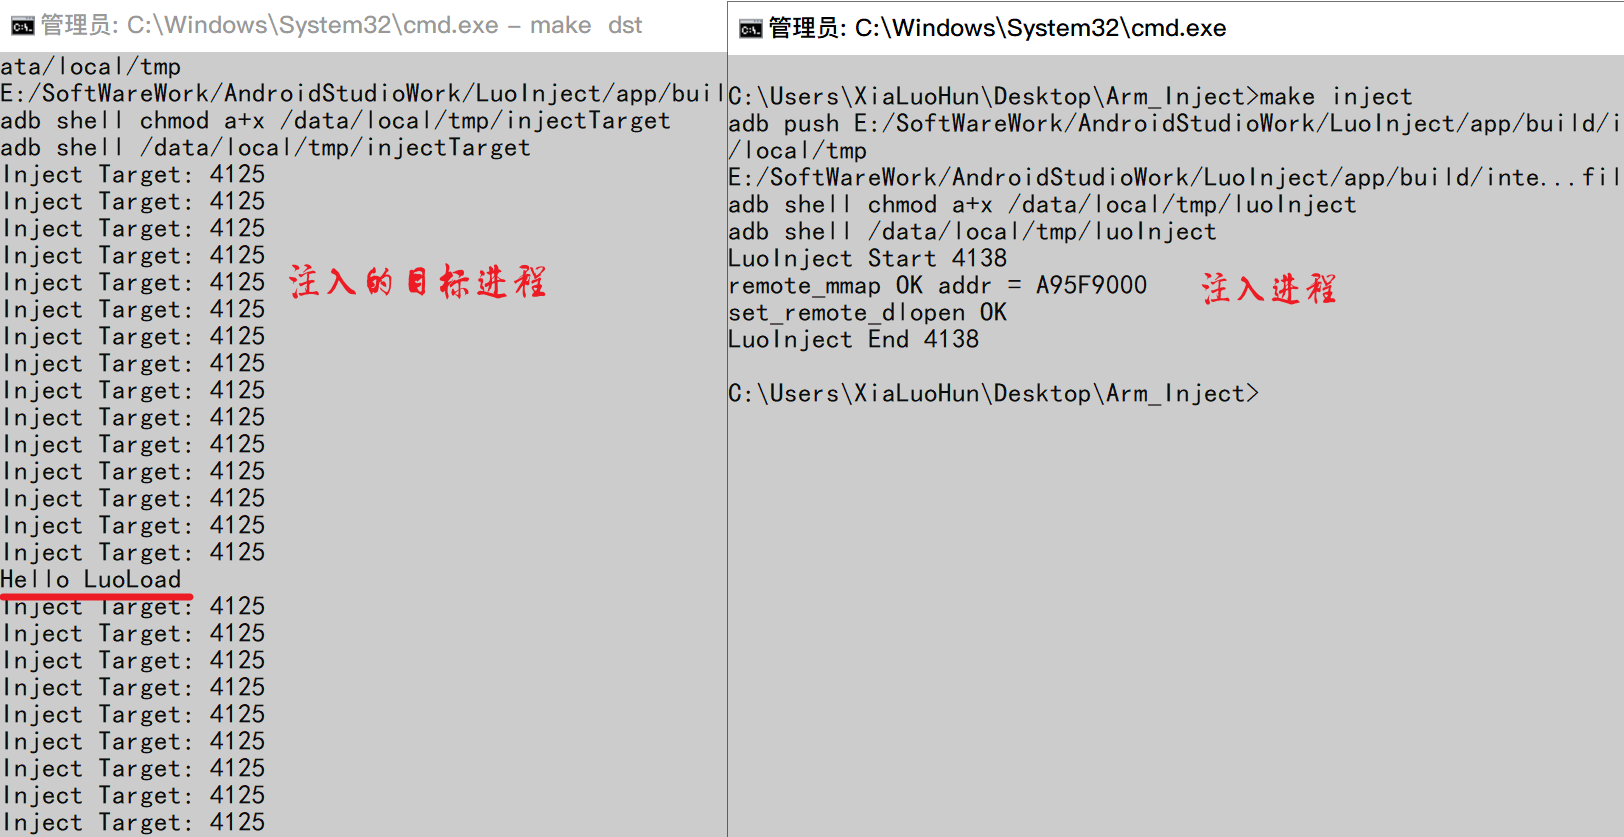 管理员: C:\Windows\System32\cmd.exe - make  dst
ata/local/tmp
E:/SoftWareWork/AndroidStudioWork/LuoInject/app/buil
adb shell chmod a+x /data/local/tmp/injectTarget
adb shell /data/local/tmp/injectTarget
Inject Target: 4125
Inject Target: 4125
Inject Target: 4125
Inject Target: 4125
Inject Target: 4125
注入的目标进程
Inject Target: 4125
Inject Target: 4125
Inject Target: 4125
Inject Target: 4125
Inject Target: 4125
Inject Target: 4125
Inject Target: 4125
Inject Target: 4125
Inject Target: 4125
Inject Target: 4125
Hello LuoLoad
Inject Target: 4125
Inject Target: 4125
Inject Target: 4125
Inject Target: 4125
Inject Target: 4125
Inject Target: 4125
Inject Target: 4125
Inject Target: 4125
Inject Target: 4125
管理员: C:\Windows\System32\cmd.exe
C:\Users\XiaLuoHun\Desktop\Arm_Inject>make inject
adb push E:/SoftWareWork/AndroidStudioWork/LuoInject/app/build/i
/local/tmp
E:/SoftWareWork/AndroidStudioWork/LuoInject/app/build/inte...fil
adb shell chmod a+x /data/local/tmp/luoInject
adb shell /data/local/tmp/luoInject
LuoInject Start 4138
remote_mmap OK addr = A95F9000
注入进程
set_remote_dlopen OK
LuoInject End 4138
C:\Users\XiaLuoHun\Desktop\Arm_Inject>